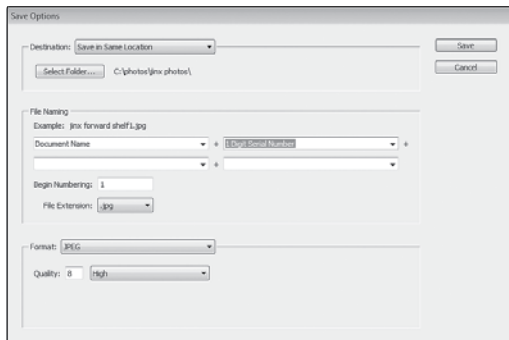 Save Options
Destination: Save in Same Location
Save
Select Folder... C:\photos\jinx photos\
Cancel
File Naming
Example: jinx forward shelf1.jpg
Document Name + 1 Digit Serial Number +
+
Begin Numbering: 1
File Extension: .jpg
Format: JPEG
Quality: 8 High